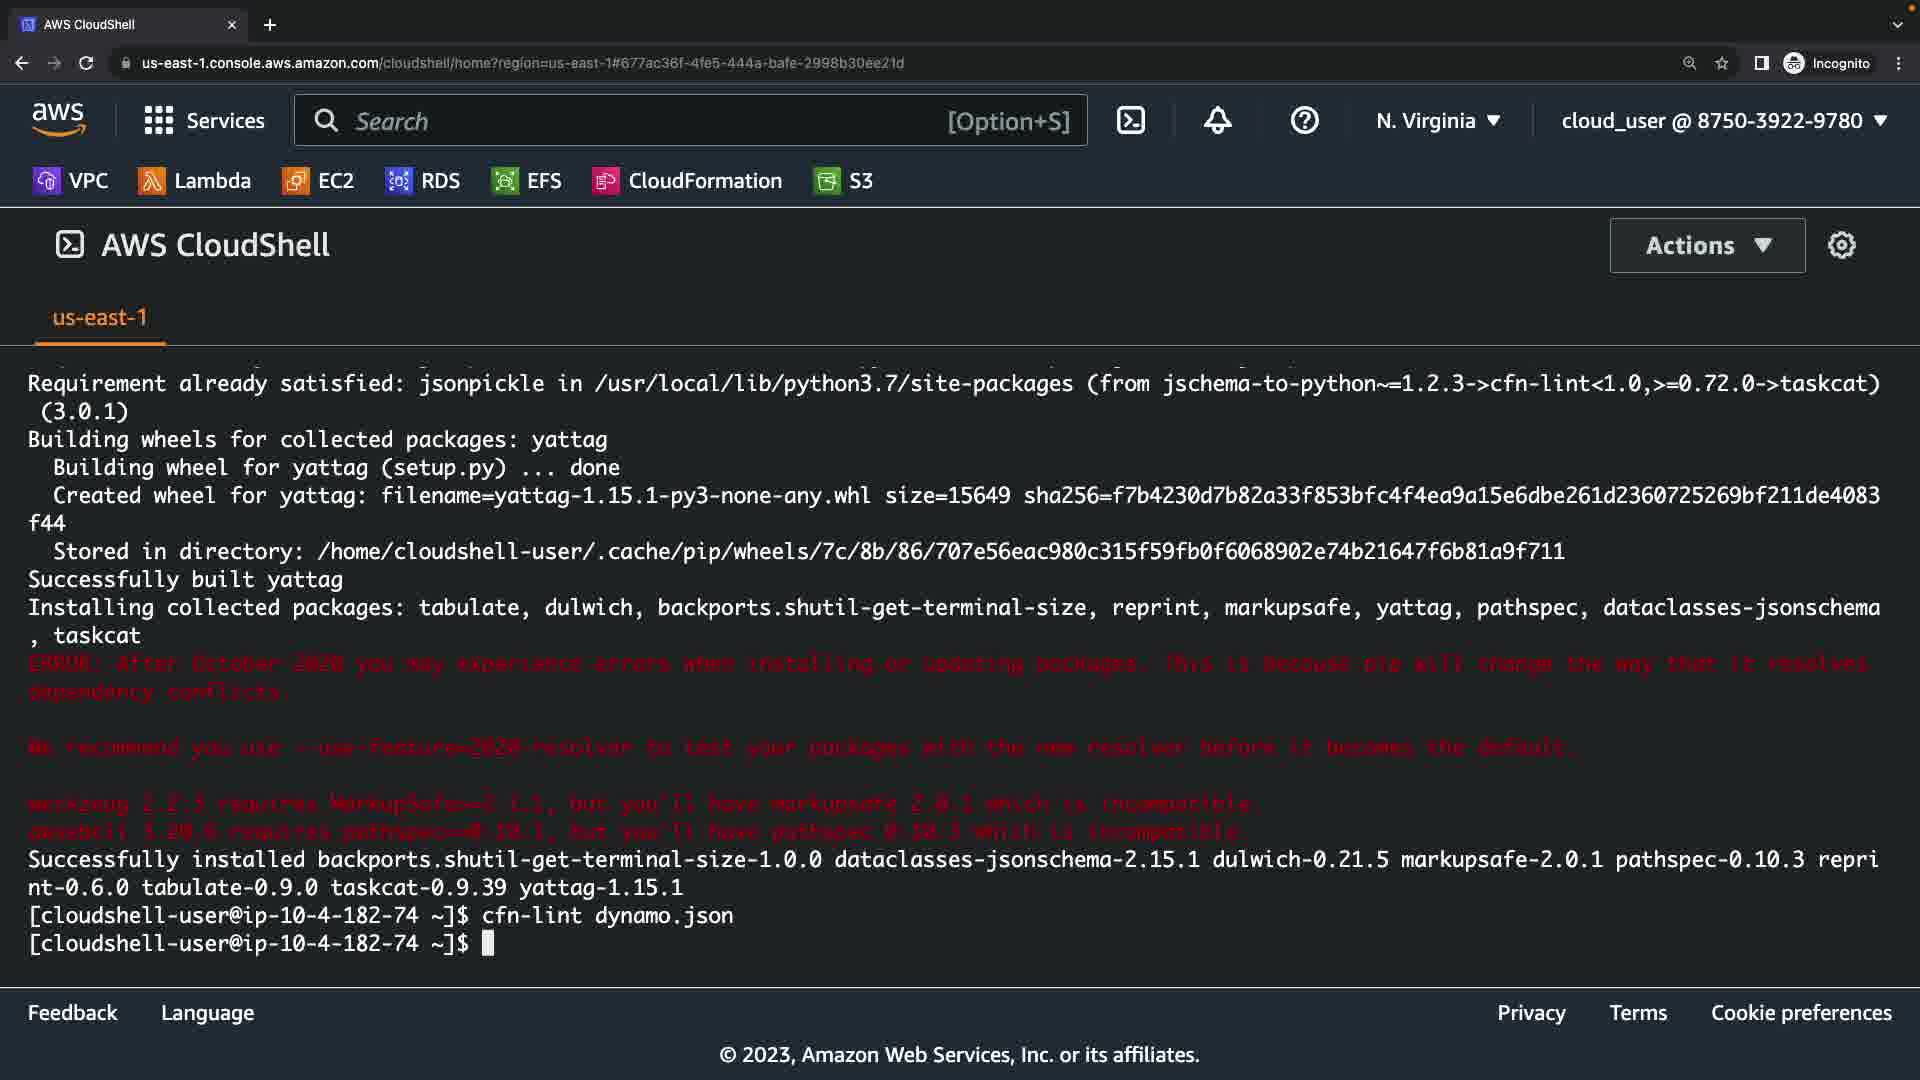 AWS CloudShell
us-east-1.console.aws.amazon.com/cloudshell/home?region=us-east-1#677ac36f-4fe5-444a-bafe-2998b30ee21d
Incognito
aws
Services
Search
[Option+S]
N. Virginia
cloud_user @ 8750-3922-9780
VPC
Lambda
EC2
RDS
EFS
CloudFormation
S3
AWS CloudShell
Actions
us-east-1
Requirement already satisfied: jsonpickle in /usr/local/lib/python3.7/site-packages (from jschema-to-python~=1.2.3->cfn-lint<1.0,>=0.72.0->taskcat)
(3.0.1)
Building wheels for collected packages: yattag
Building wheel for yattag (setup.py) ... done
Created wheel for yattag: filename=yattag-1.15.1-py3-none-any.whl size=15649 sha256=f7b4230d7b82a33f853bfc4f4ea9a15e6dbe261d2360725269bf211de4083
f44
Stored in directory: /home/cloudshell-user/.cache/pip/wheels/7c/8b/86/707e56eac980c315f59fb0f6068902e74b21647f6b81a9f711
Successfully built yattag
Installing collected packages: tabulate, dulwich, backports.shutil-get-terminal-size, reprint, markupsafe, yattag, pathspec, dataclasses-jsonschema
, taskcat
ERROR: After October 2020 you may experience errors when installing or updating packages. This is because pip will change the way that it resolves
dependency conflicts.
We recommend you use --use-feature=2020-resolver to test your packages with the new resolver before it becomes the default.
requires MarkupSafe>=2.1.1, but you'll have markupsafe 2.0.1 which is incompatible.
requires pathspec==0.10.1, but you'll have pathspec 0.10.3 which is incompatible.
Successfully installed backports.shutil-get-terminal-size-1.0.0 dataclasses-jsonschema-2.15.1 dulwich-0.21.5 markupsafe-2.0.1 pathspec-0.10.3 repri
nt-0.6.0 tabulate-0.9.0 taskcat-0.9.39 yattag-1.15.1
[cloudshell-user@ip-10-4-182-74 ~]$ cfn-lint dynamo.json
[cloudshell-user@ip-10-4-182-74 ~]$
Feedback
Language
Privacy
Terms
Cookie preferences
© 2023, Amazon Web Services, Inc. or its affiliates.